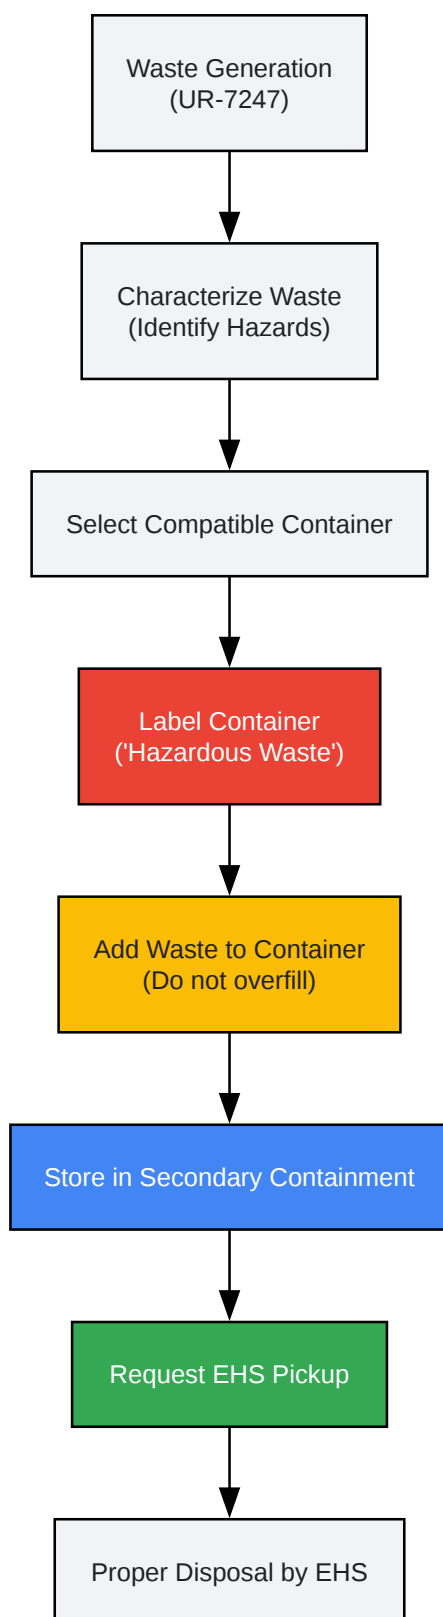 Waste Generation
(UR-7247)
Characterize Waste
(Identify Hazards)
Select Compatible Container
Label Container
('Hazardous Waste')
Add Waste to Container
(Do not overfill)
Store in Secondary Containment
Request EHS Pickup
Proper Disposal by EHS